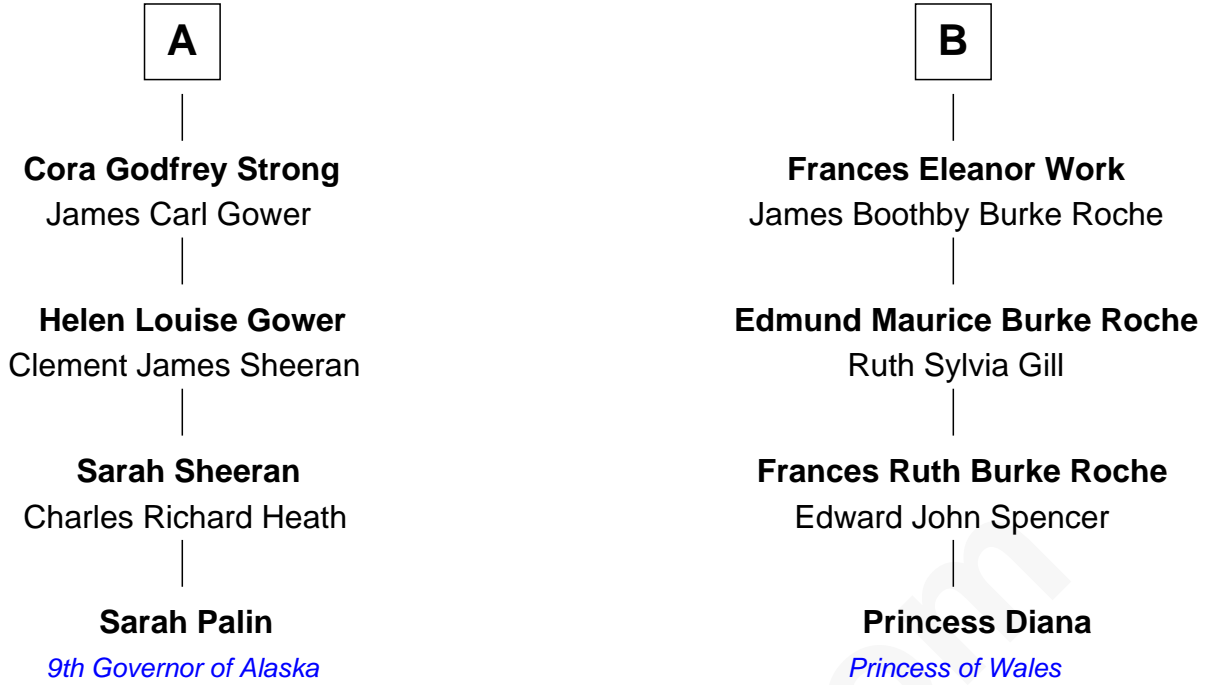 A
Cora Godfrey Strong
James Carl Gower
Helen Louise Gower
Clement James Sheeran
Sarah Sheeran
Charles Richard Heath
Sarah Palin
9th Governor of Alaska
B
Frances Eleanor Work
James Boothby Burke Roche
Edmund Maurice Burke Roche
Ruth Sylvia Gill
Frances Ruth Burke Roche
Edward John Spencer
Princess Diana
Princess of Wales